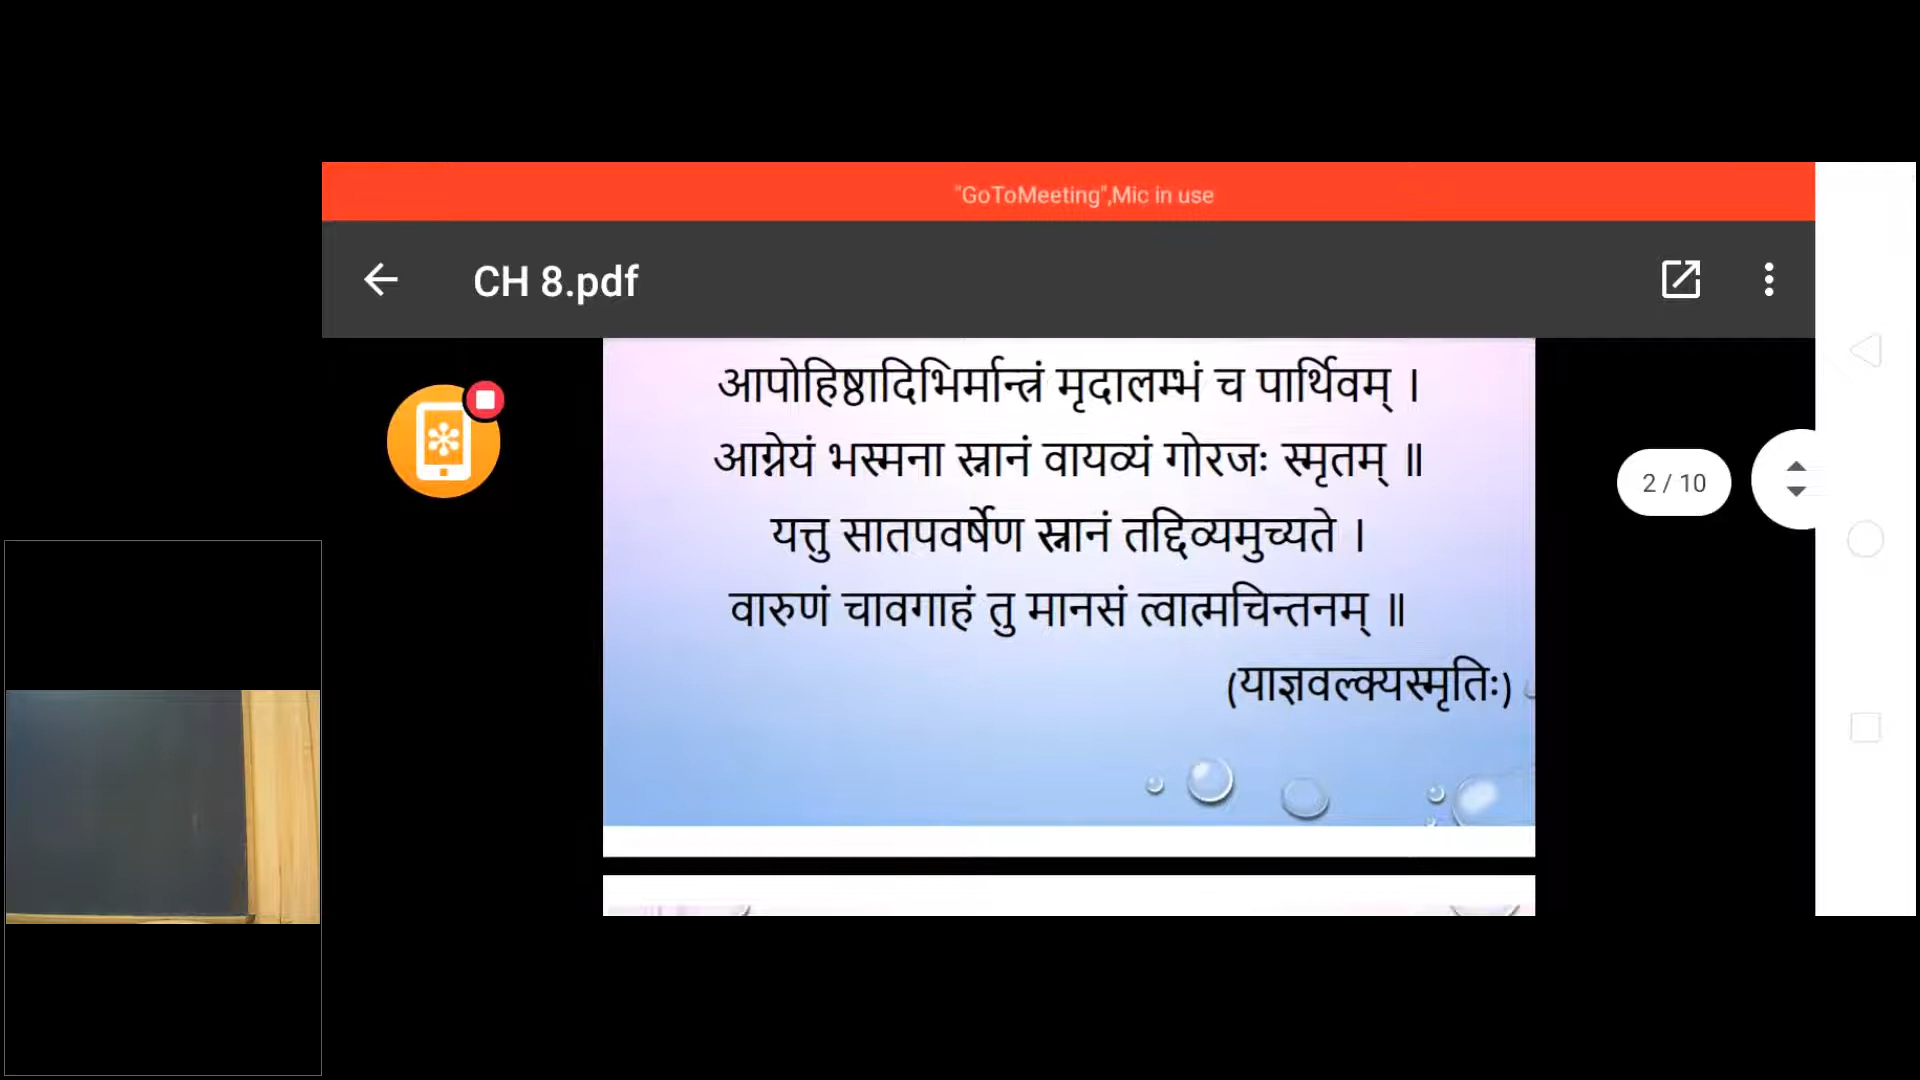 "GoToMeeting",Mic in use
CH 8.pdf
आपोहिष्ठादिभिर्मान्त्रं मृदालम्भं च पार्थिवम् ।
आग्नेयं भस्मना स्नानं वायव्यं गोरजः स्मृतम् ॥
2 / 10
यत्तु सातपवर्षेण स्नानं तद्दिव्यमुच्यते ।
वारुणं चावगाहं तु मानसं त्वात्मचिन्तनम् ॥
(याज्ञवल्क्यस्मृतिः)